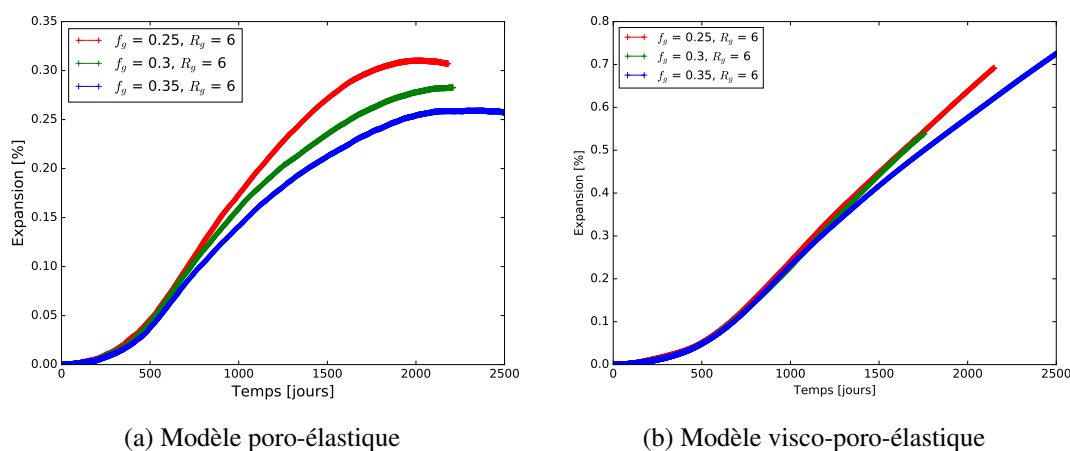 0.35
0.30
0.25
0.20
0.15
0.10
0.05
0.00
Expansion [%]
f_g = 0.25, R_g = 6
f_g = 0.3, R_g = 6
f_g = 0.35, R_g = 6
0 500 1000 1500 2000 2500
Temps [jours]
(a) Modèle poro-élastique
0.8
0.7
0.6
0.5
0.4
0.3
0.2
0.1
0.0
Expansion [%]
f_g = 0.25, R_g = 6
f_g = 0.3, R_g = 6
f_g = 0.35, R_g = 6
0 500 1000 1500 2000 2500
Temps [jours]
(b) Modèle visco-poro-élastique